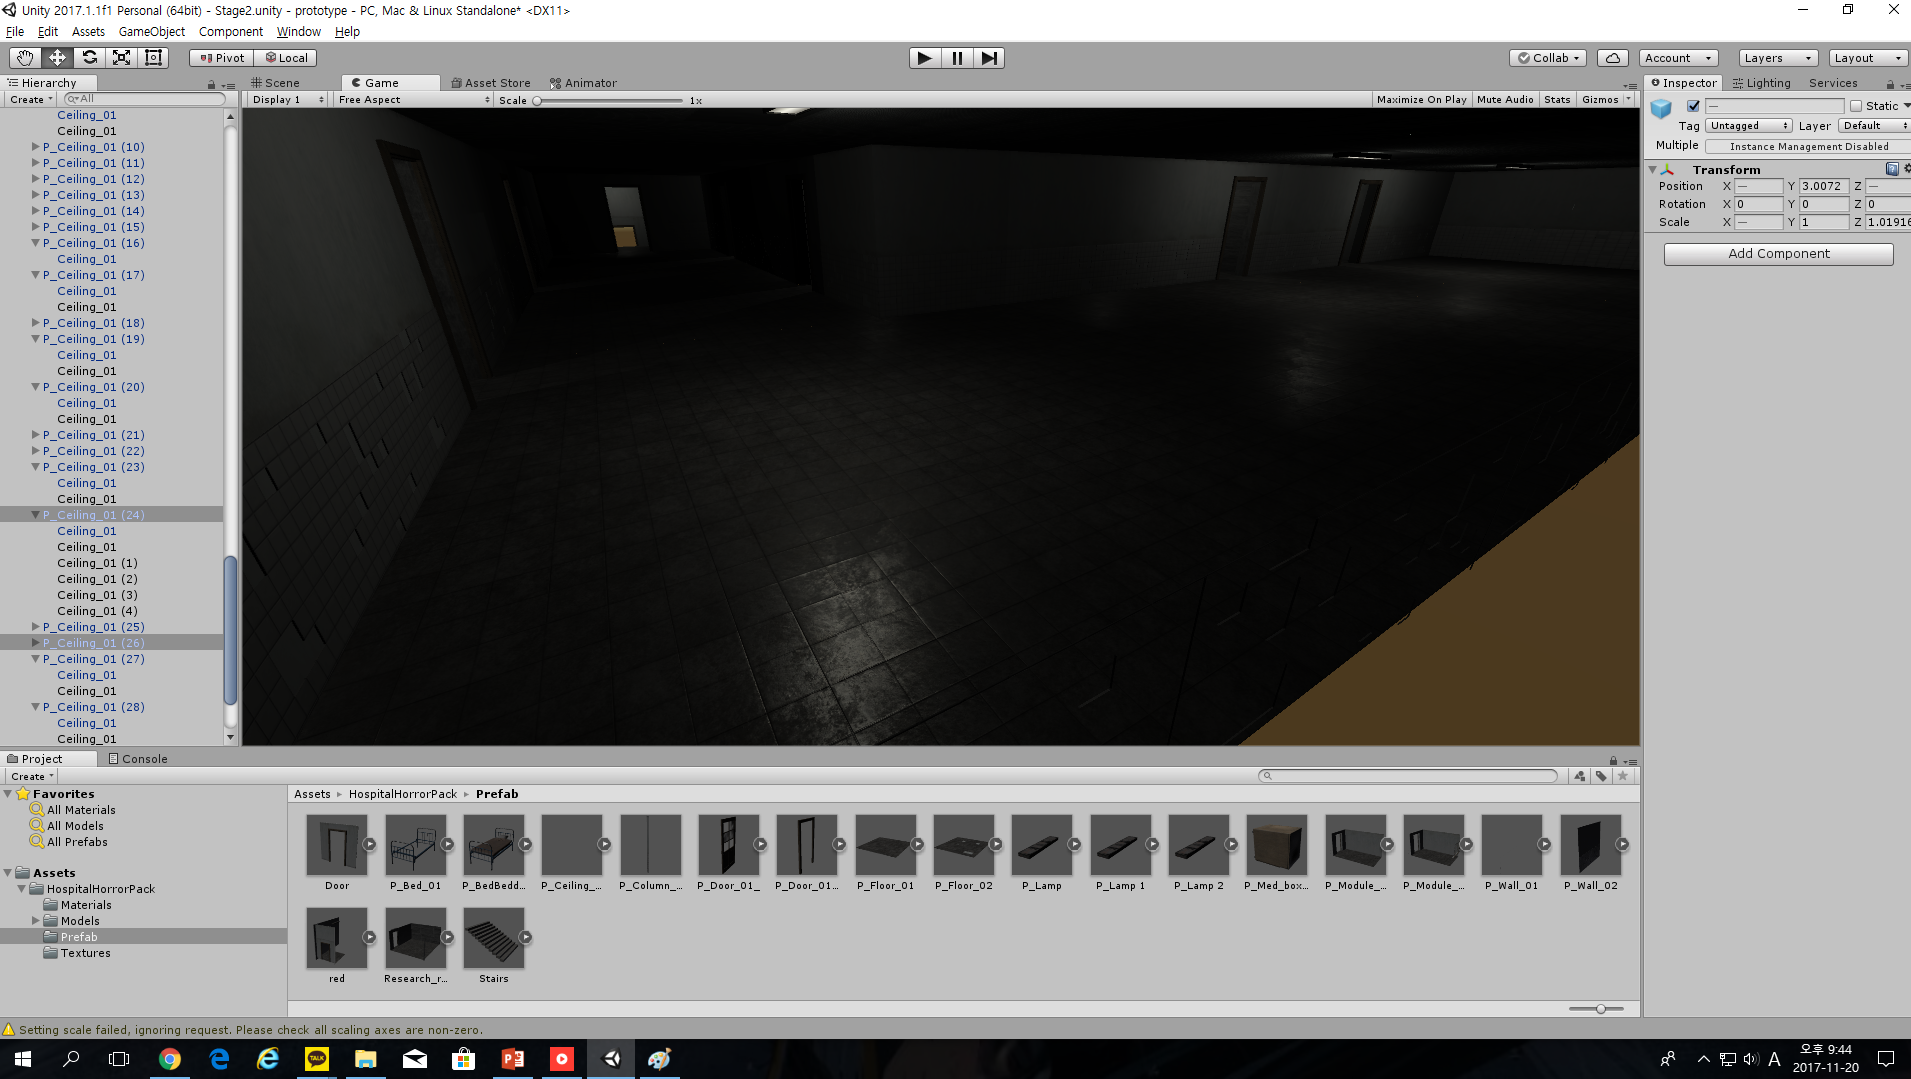 Unity 2017.1.1f1 Personal (64bit) - Stage2.unity - prototype - PC, Mac & Linux Standalone* <DX11>
File Edit Assets GameObject Component Window Help
Pivot Local Collab Account Layers Layout
Hierarchy Scene Game Asset Store Animator Inspector Lighting Services
Create All Display 1 Free Aspect Scale 1x Maximize On Play Mute Audio Stats Gizmos
Static
Tag Untagged Layer Default
Multiple Instance Management Disabled
Transform
Position X — Y 3.0072 Z —
Rotation X 0 Y 0 Z 0
Scale X — Y 1 Z 1.01916
Add Component
Ceiling_01
Ceiling_01
P_Ceiling_01 (10)
P_Ceiling_01 (11)
P_Ceiling_01 (12)
P_Ceiling_01 (13)
P_Ceiling_01 (14)
P_Ceiling_01 (15)
P_Ceiling_01 (16)
Ceiling_01
P_Ceiling_01 (17)
Ceiling_01
Ceiling_01
P_Ceiling_01 (18)
P_Ceiling_01 (19)
Ceiling_01
Ceiling_01
P_Ceiling_01 (20)
Ceiling_01
Ceiling_01
P_Ceiling_01 (21)
P_Ceiling_01 (22)
P_Ceiling_01 (23)
Ceiling_01
Ceiling_01
P_Ceiling_01 (24)
Ceiling_01
Ceiling_01
Ceiling_01 (1)
Ceiling_01 (2)
Ceiling_01 (3)
Ceiling_01 (4)
P_Ceiling_01 (25)
P_Ceiling_01 (26)
P_Ceiling_01 (27)
Ceiling_01
Ceiling_01
P_Ceiling_01 (28)
Ceiling_01
Ceiling_01
Project Console
Create
Favorites
All Materials
All Models
All Prefabs
Assets
HospitalHorrorPack
Materials
Models
Prefab
Textures
Assets HospitalHorrorPack Prefab
Door P_Bed_01 P_BedBedd... P_Ceiling_... P_Column_... P_Door_01_ P_Door_01... P_Floor_01 P_Floor_02 P_Lamp P_Lamp 1 P_Lamp 2 P_Med_box... P_Module_... P_Module_... P_Wall_01 P_Wall_02
red Research_r... Stairs
Setting scale failed, ignoring request. Please check all scaling axes are non-zero.
TALK
A
오후 9:44
2017-11-20